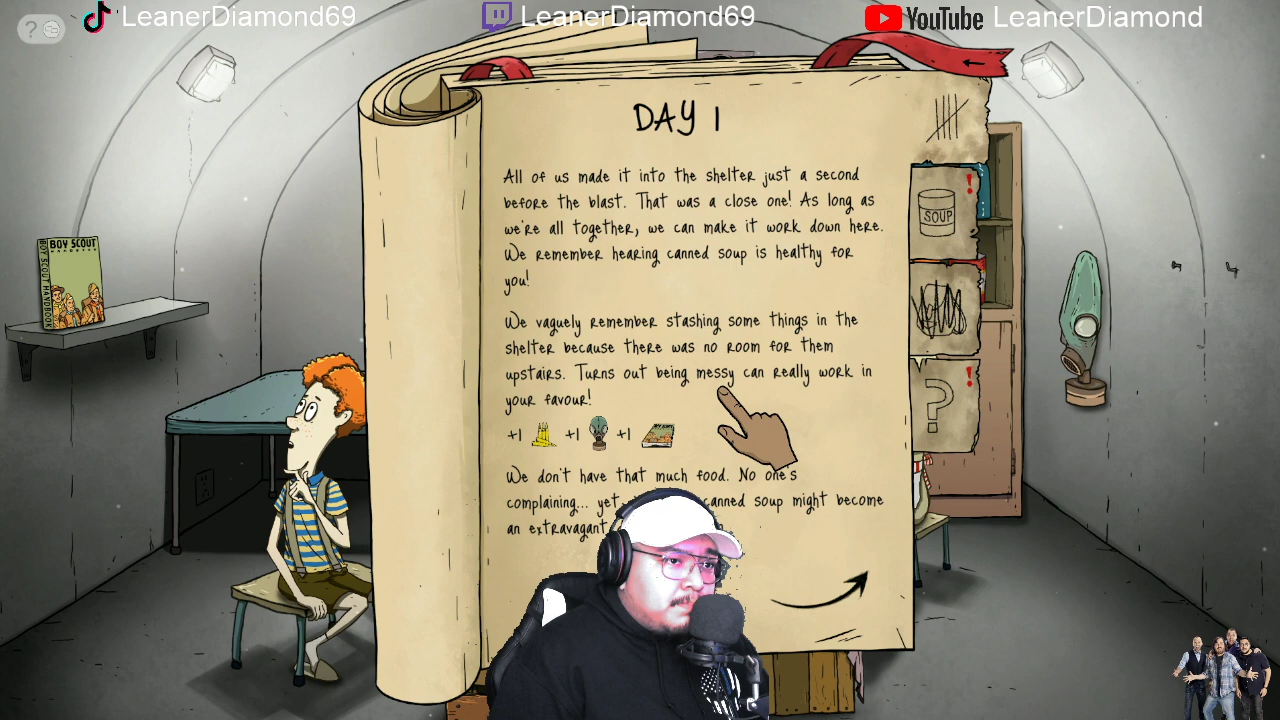 LeanerDiamond69
LeanerDiamond69
YouTube LeanerDiamond
DAY 1
All of us made it into the shelter just a second
before the blast. That was a close one! As long as
we're all together, we can make it work down here.
We remember hearing canned soup is healthy for
you!
We vaguely remember stashing some things in the
shelter because there was no room for them
upstairs. Turns out being messy can really work in
your favour!
+1 +1 +1
We don't have that much food. No one's
complaining... yet canned soup might become
an extravagant
SOUP
?
BOY SCOUT
HANDBOOK
BOY SCOUT HANDBOOK
?